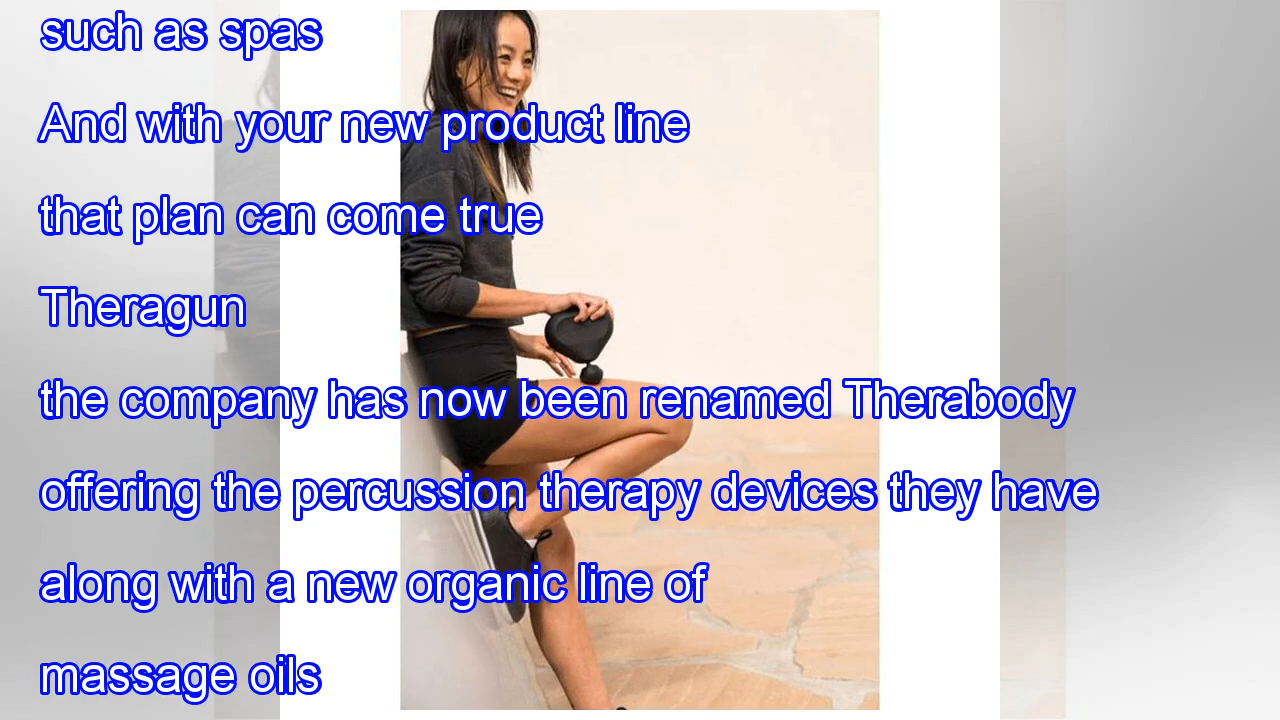 such as spas
And with your new product line
that plan can come true
Theragun
the company has now been renamed Therabody
offering the percussion therapy devices they have
along with a new organic line of
massage oils